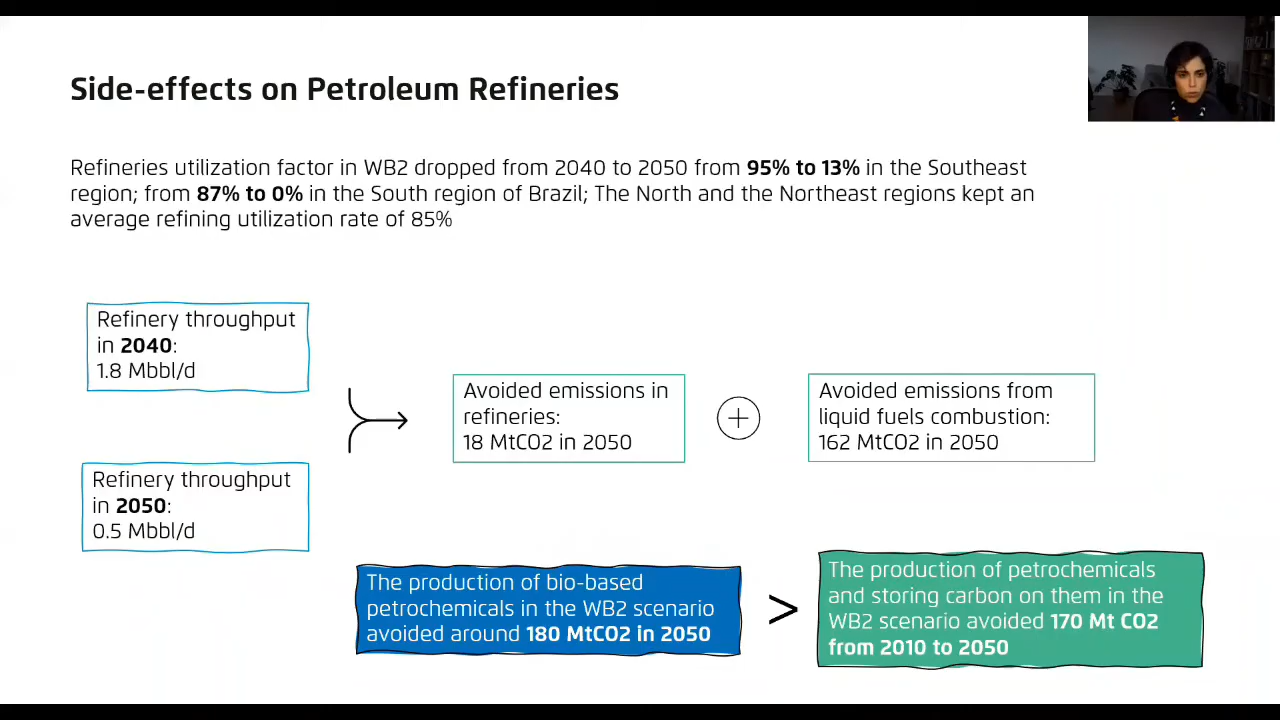 Side-effects on Petroleum Refineries
Refineries utilization factor in WB2 dropped from 2040 to 2050 from 95% to 13% in the Southeast
region; from 87% to 0% in the South region of Brazil; The North and the Northeast regions kept an
average refining utilization rate of 85%
Refinery throughput
in 2040:
1.8 Mbbl/d
Refinery throughput
in 2050:
0.5 Mbbl/d
Avoided emissions in
refineries:
18 MtCO2 in 2050
+
Avoided emissions from
liquid fuels combustion:
162 MtCO2 in 2050
The production of bio-based
petrochemicals in the WB2 scenario
avoided around 180 MtCO2 in 2050
>
The production of petrochemicals
and storing carbon on them in the
WB2 scenario avoided 170 Mt CO2
from 2010 to 2050